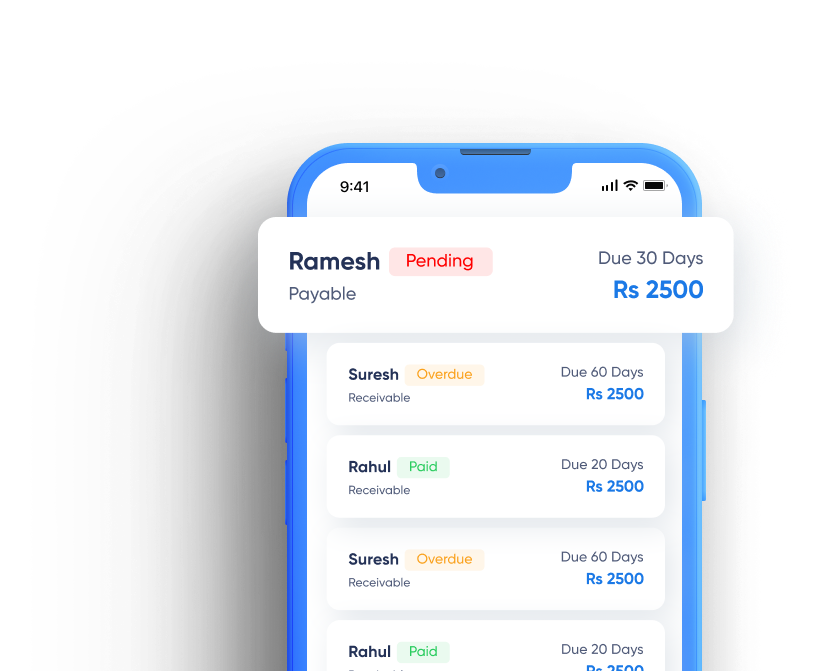 9:41
Ramesh Pending Due 30 Days
Payable Rs 2500
Suresh Overdue Due 60 Days
Receivable Rs 2500
Rahul Paid Due 20 Days
Receivable Rs 2500
Suresh Overdue Due 60 Days
Receivable Rs 2500
Rahul Paid Due 20 Days
Rs 2500